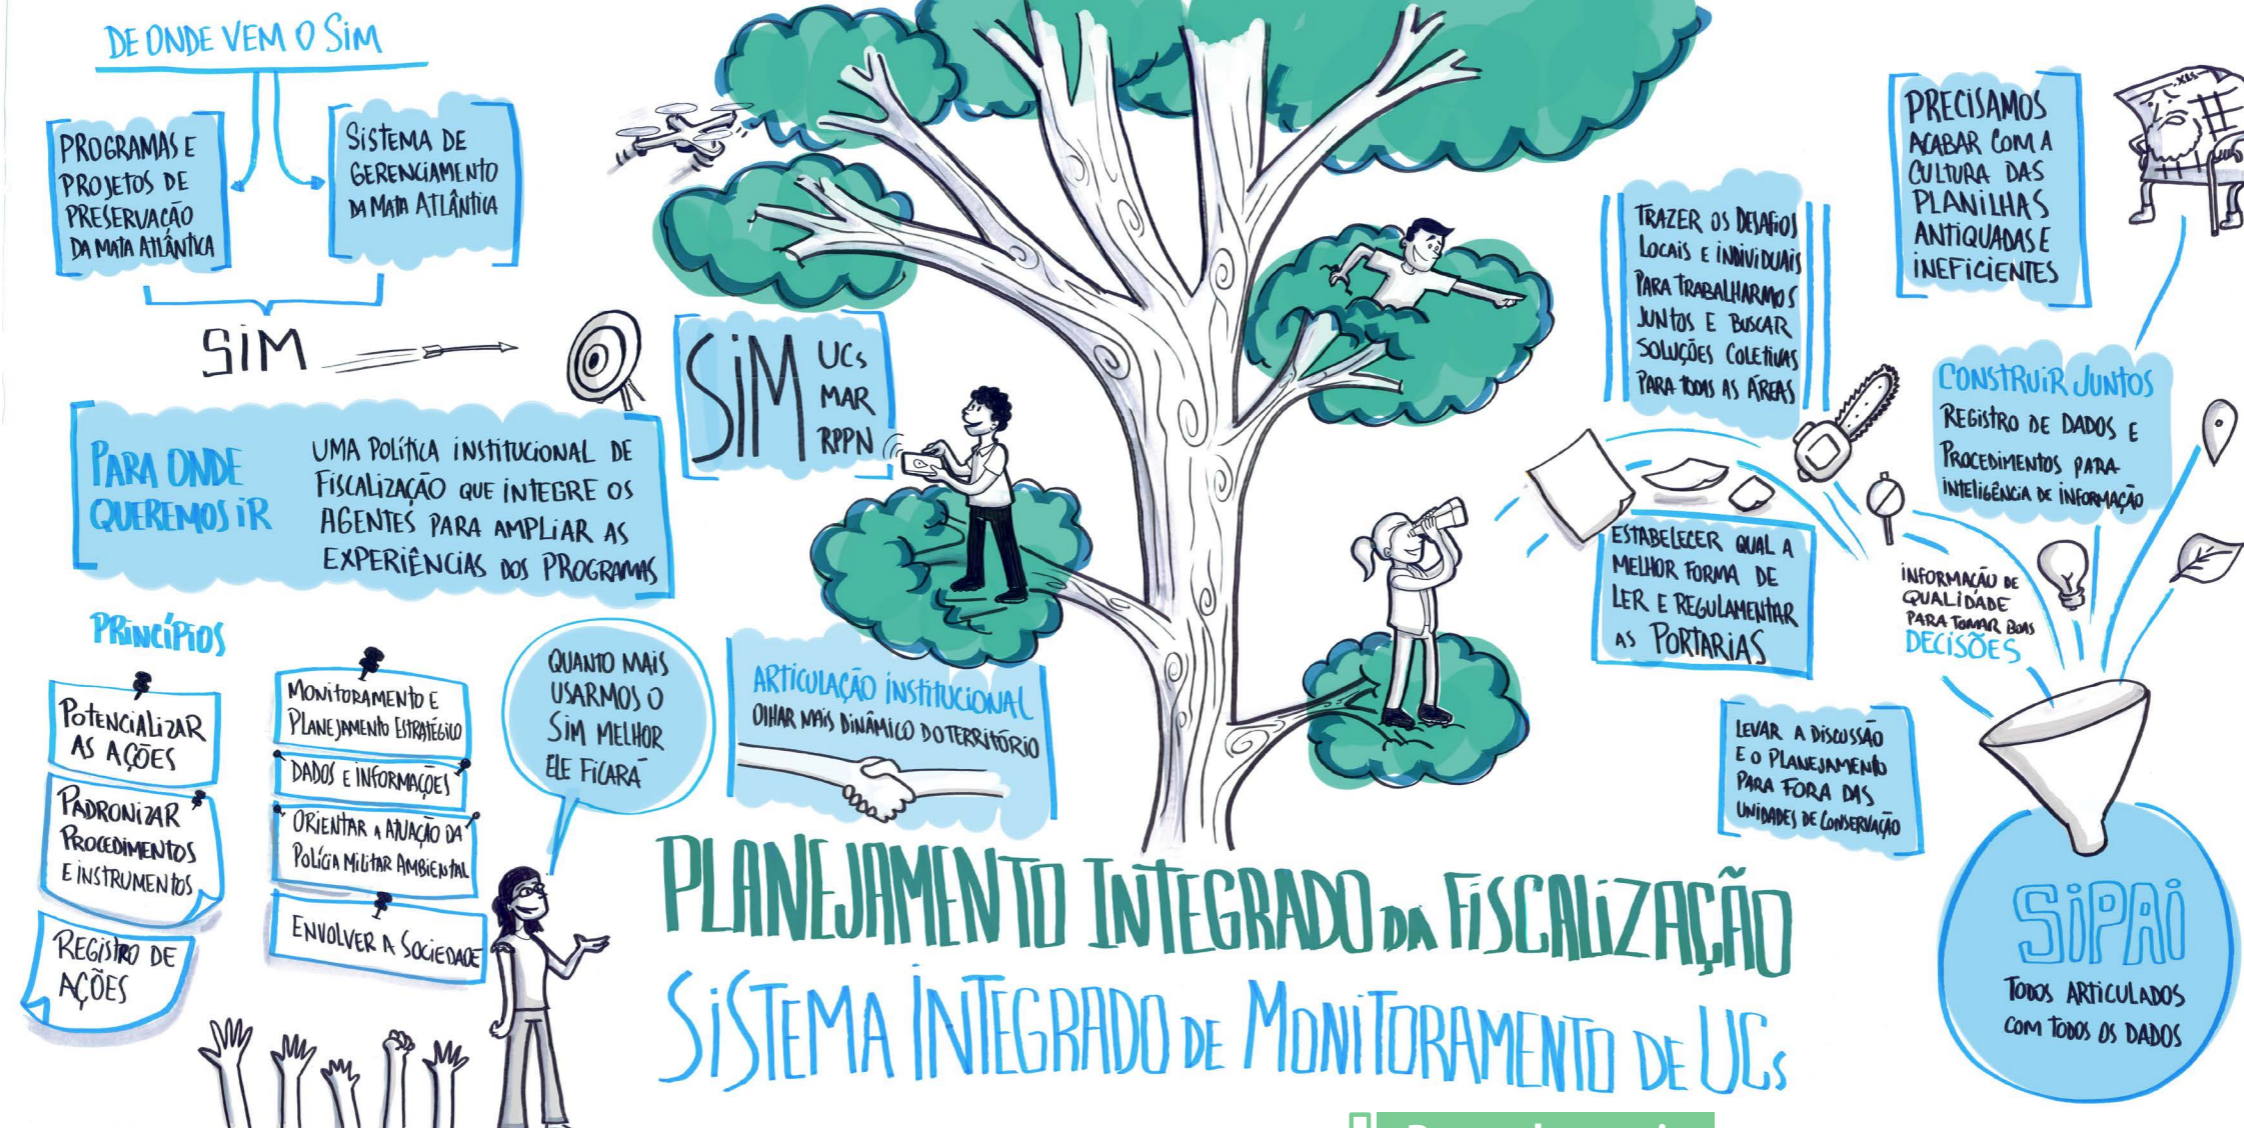 DE ONDE VEM O SIM
PROGRAMAS E
PROJETOS DE
PRESERVAÇÃO
DA MATA ATLÂNTICA
SISTEMA DE
GERENCIAMENTO
DA MATA ATLÂNTICA
SIM
PARA ONDE
QUEREMOS IR
UMA POLÍTICA INSTITUCIONAL DE
FISCALIZAÇÃO QUE INTEGRE OS
AGENTES PARA AMPLIAR AS
EXPERIÊNCIAS DOS PROGRAMAS
PRINCÍPIOS
POTENCIALIZAR
AS AÇÕES
PADRONIZAR
PROCEDIMENTOS
E INSTRUMENTOS
REGISTRO DE
AÇÕES
MONITORAMENTO E
PLANEJAMENTO ESTRATÉGICO
DADOS E INFORMAÇÕES
ORIENTAR A ATUAÇÃO DA
POLÍCIA MILITAR AMBIENTAL
ENVOLVER A SOCIEDADE
QUANTO MAIS
USARMOS O
SIM MELHOR
ELE FICARÁ
SIM
UCs
MAR
RPPN
ARTICULAÇÃO INSTITUCIONAL
OLHAR MAIS DINÂMICO DO TERRITÓRIO
PLANEJAMENTO INTEGRADO DA FISCALIZAÇÃO
SISTEMA INTEGRADO DE MONITORAMENTO DE UCs
TRAZER OS DESAFIOS
LOCAIS E INDIVIDUAIS
PARA TRABALHARMOS
JUNTOS E BUSCAR
SOLUÇÕES COLETIVAS
PARA TODAS AS ÁREAS
ESTABELECER QUAL A
MELHOR FORMA DE
LER E REGULAMENTAR
AS PORTARIAS
LEVAR A DISCUSSÃO
E O PLANEJAMENTO
PARA FORA DAS
UNIDADES DE CONSERVAÇÃO
PRECISAMOS
ACABAR COM A
CULTURA DAS
PLANILHAS
ANTIQUADAS E
INEFICIENTES
.XLS
CONSTRUIR JUNTOS
REGISTRO DE DADOS E
PROCEDIMENTOS PARA
INTELIGÊNCIA DE INFORMAÇÃO
INFORMAÇÃO DE
QUALIDADE
PARA TOMAR BOAS
DECISÕES
SIPAI
TODOS ARTICULADOS
COM TODOS OS DADOS